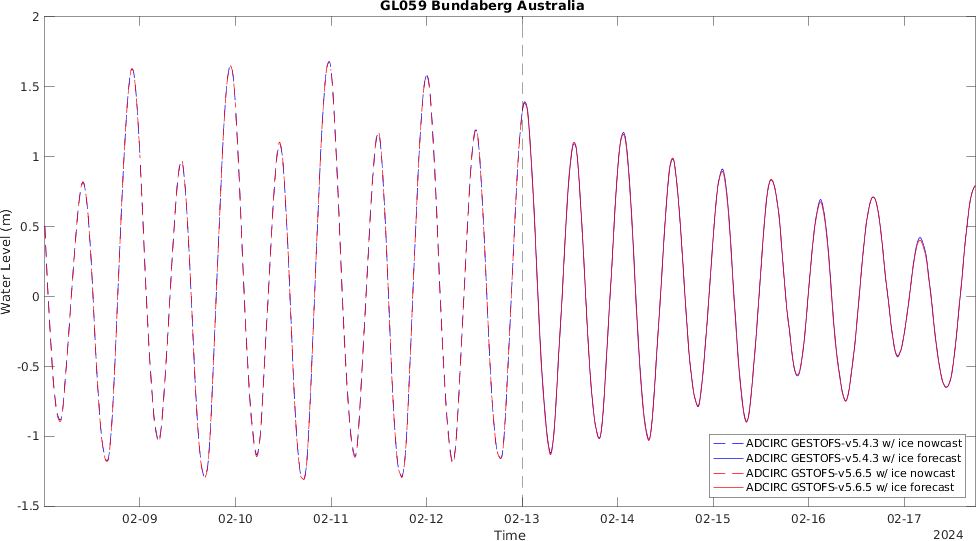 GL059 Bundaberg Australia
2
1.5
1
0.5
0
-0.5
-1
-1.5
Water Level (m)
02-09
02-10
02-11
02-12
02-13
02-14
02-15
02-16
02-17
Time
2024
ADCIRC GESTOFS-v5.4.3 w/ ice nowcast
ADCIRC GESTOFS-v5.4.3 w/ ice forecast
ADCIRC GSTOFS-v5.6.5 w/ ice nowcast
ADCIRC GSTOFS-v5.6.5 w/ ice forecast